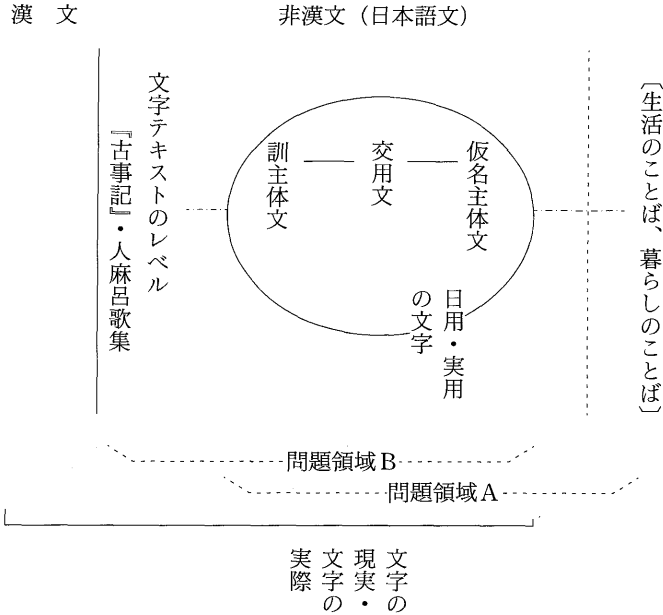 漢　文
非漢文（日本語文）
〔生活のことば、暮らしのことば〕
仮名主体文
交用文
訓主体文
日用・実用
の文字
文字テキストのレベル
『古事記』・人麻呂歌集
問題領域B
問題領域A
文字の
現実・
文字の
実際